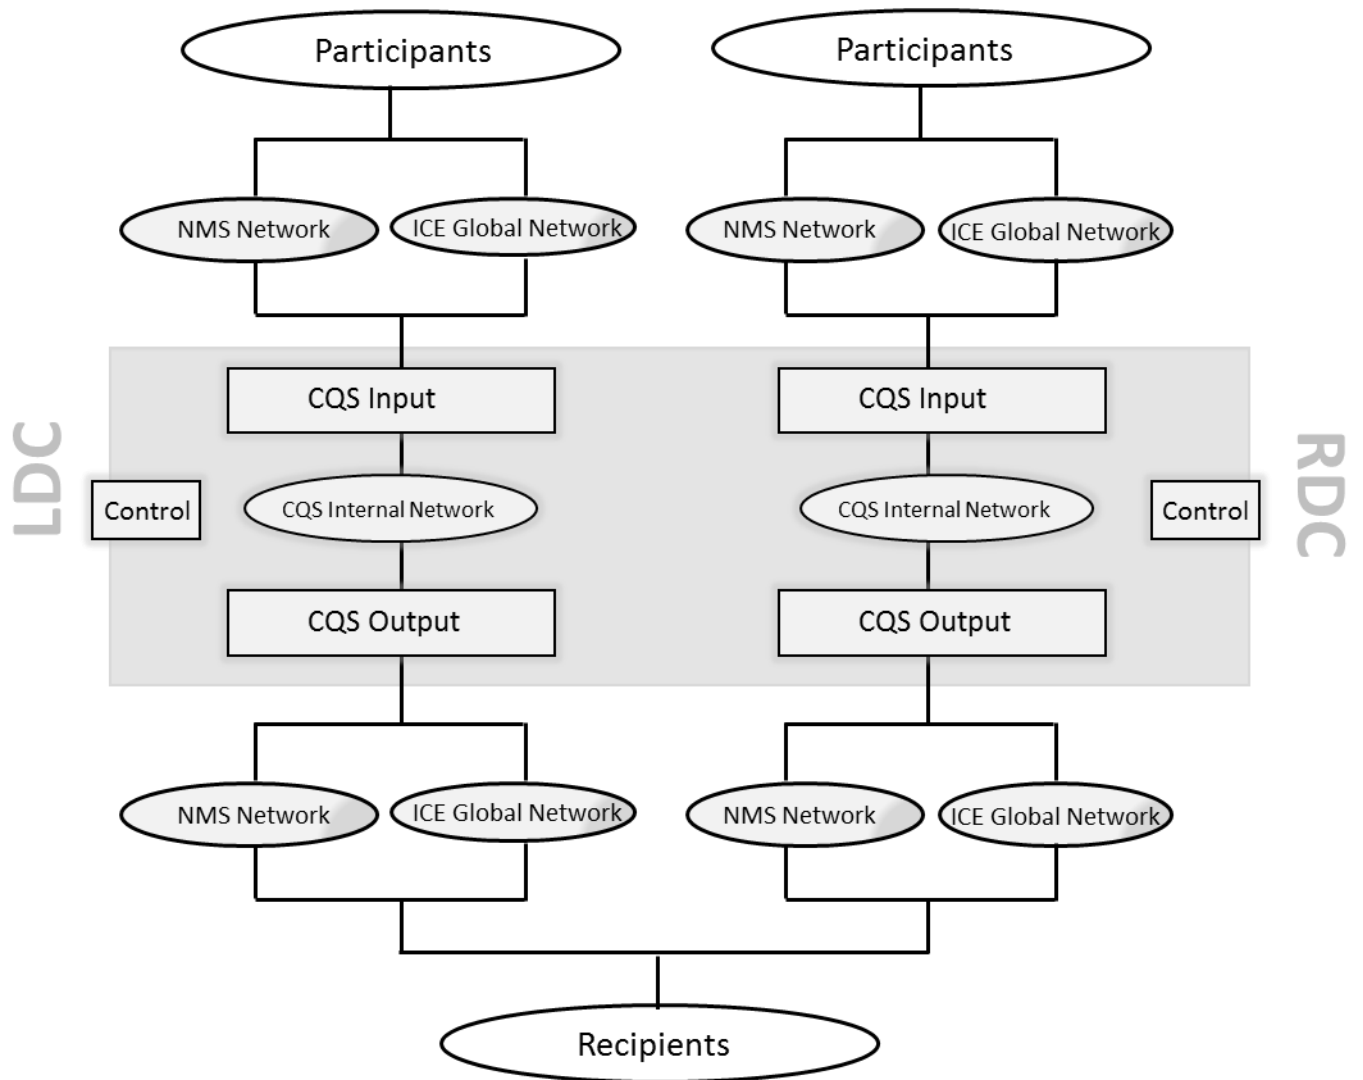 Participants
Participants
NMS Network
ICE Global Network
NMS Network
ICE Global Network
CQS Input
CQS Input
LDC
Control
CQS Internal Network
CQS Internal Network
Control
RDC
CQS Output
CQS Output
NMS Network
ICE Global Network
NMS Network
ICE Global Network
Recipients